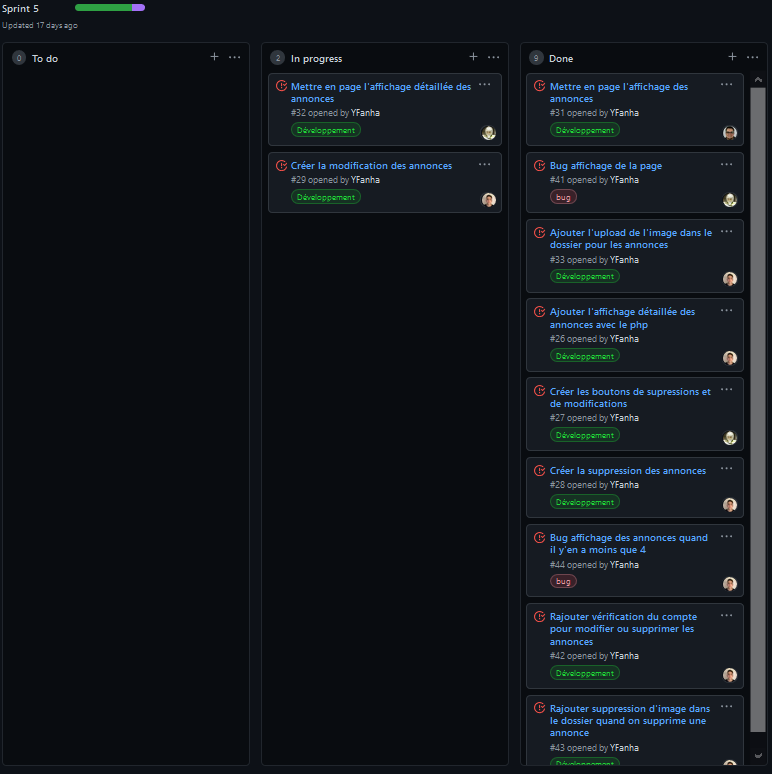 Sprint 5
Updated 17 days ago
0 To do
2 In progress
Mettre en page l'affichage détaillée des
annonces
#32 opened by YFanha
Développement
Créer la modification des annonces
#29 opened by YFanha
Développement
9 Done
Mettre en page l'affichage des
annonces
#31 opened by YFanha
Développement
Bug affichage de la page
#41 opened by YFanha
bug
Ajouter l'upload de l'image dans le
dossier pour les annonces
#33 opened by YFanha
Développement
Ajouter l'affichage détaillée des
annonces avec le php
#26 opened by YFanha
Développement
Créer les boutons de supressions et
de modifications
#27 opened by YFanha
Développement
Créer la suppression des annonces
#28 opened by YFanha
Développement
Bug affichage des annonces quand
il y'en a moins que 4
#44 opened by YFanha
bug
Rajouter vérification du compte
pour modifier ou supprimer les
annonces
#42 opened by YFanha
Développement
Rajouter suppression d'image dans
le dossier quand on supprime une
annonce
#43 opened by YFanha
Développement